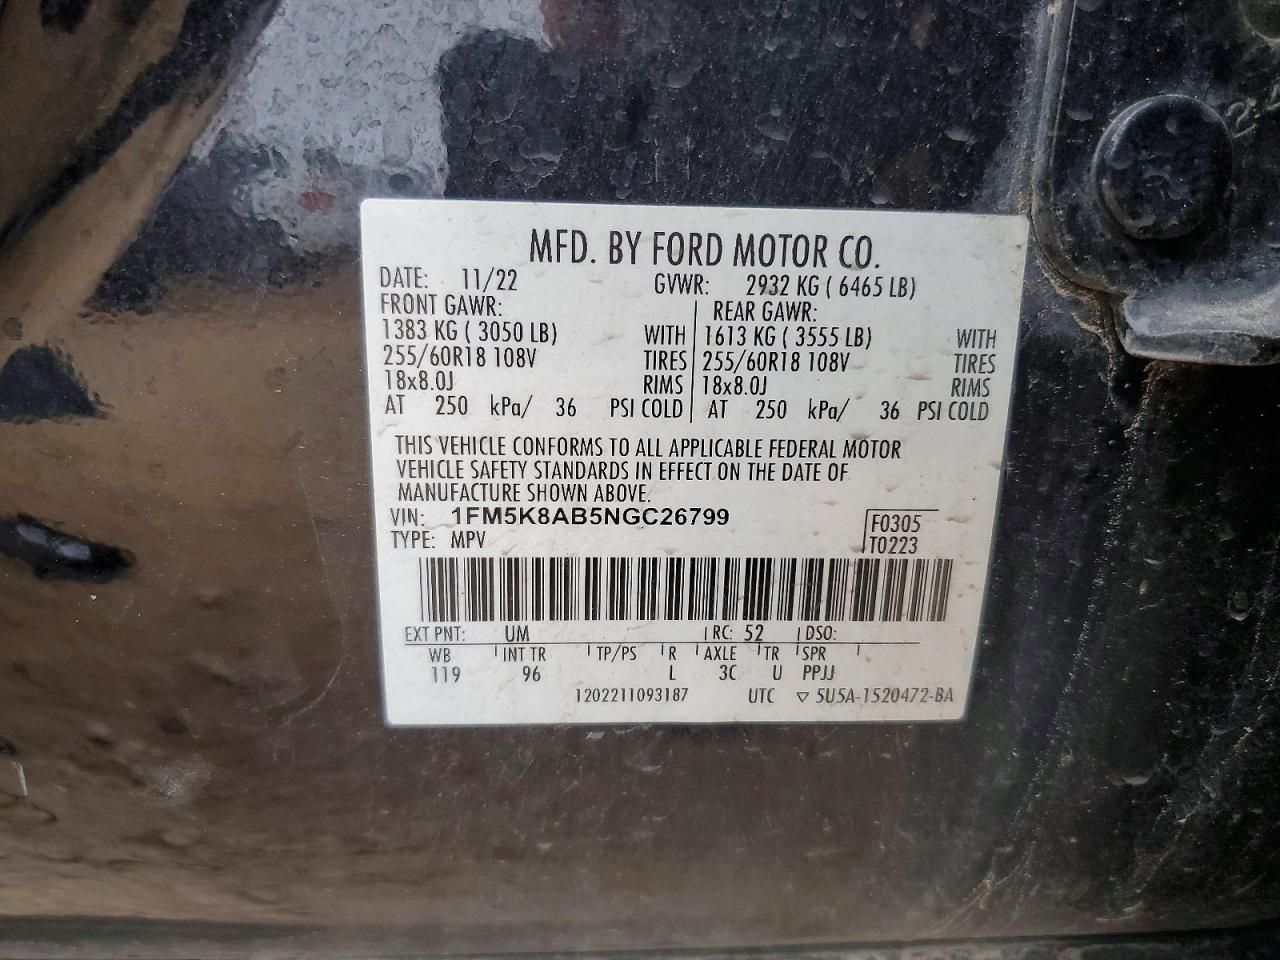 MFD. BY FORD MOTOR CO.
DATE: 11/22 GVWR: 2932 KG ( 6465 LB)
FRONT GAWR: REAR GAWR:
1383 KG ( 3050 LB) WITH 1613 KG ( 3555 LB) WITH
255/60R18 108V TIRES 255/60R18 108V TIRES
18x8.0J RIMS 18x8.0J RIMS
AT 250 kPa/ 36 PSI COLD AT 250 kPa/ 36 PSI COLD
THIS VEHICLE CONFORMS TO ALL APPLICABLE FEDERAL MOTOR
VEHICLE SAFETY STANDARDS IN EFFECT ON THE DATE OF
MANUFACTURE SHOWN ABOVE.
VIN: 1FM5K8AB5NGC26799 F0305
TYPE: MPV T0223
EXT PNT: UM RC: 52 DSO:
WB INT TR TP/PS R AXLE TR SPR
119 96 L 3C U PPJJ
1202211093187 UTC ▽ 5U5A-1520472-BA